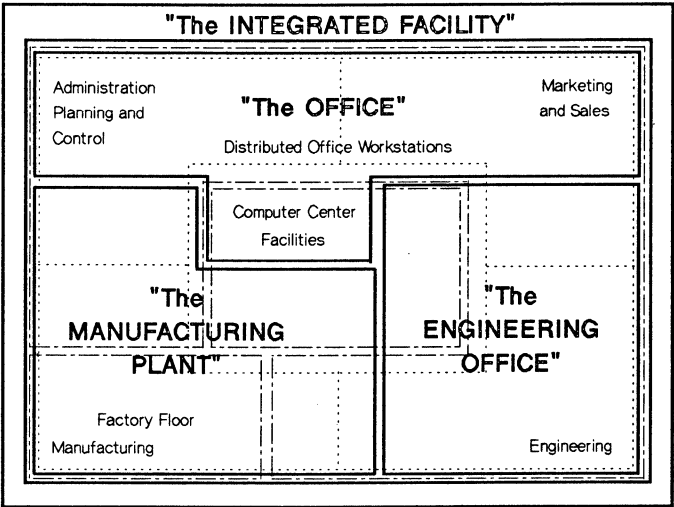 "The INTEGRATED FACILITY"
Administration
Planning and
Control
"The OFFICE"
Marketing
and Sales
Distributed Office Workstations
Computer Center
Facilities
"The
MANUFACTURING
PLANT"
"The
ENGINEERING
OFFICE"
Factory Floor
Manufacturing
Engineering